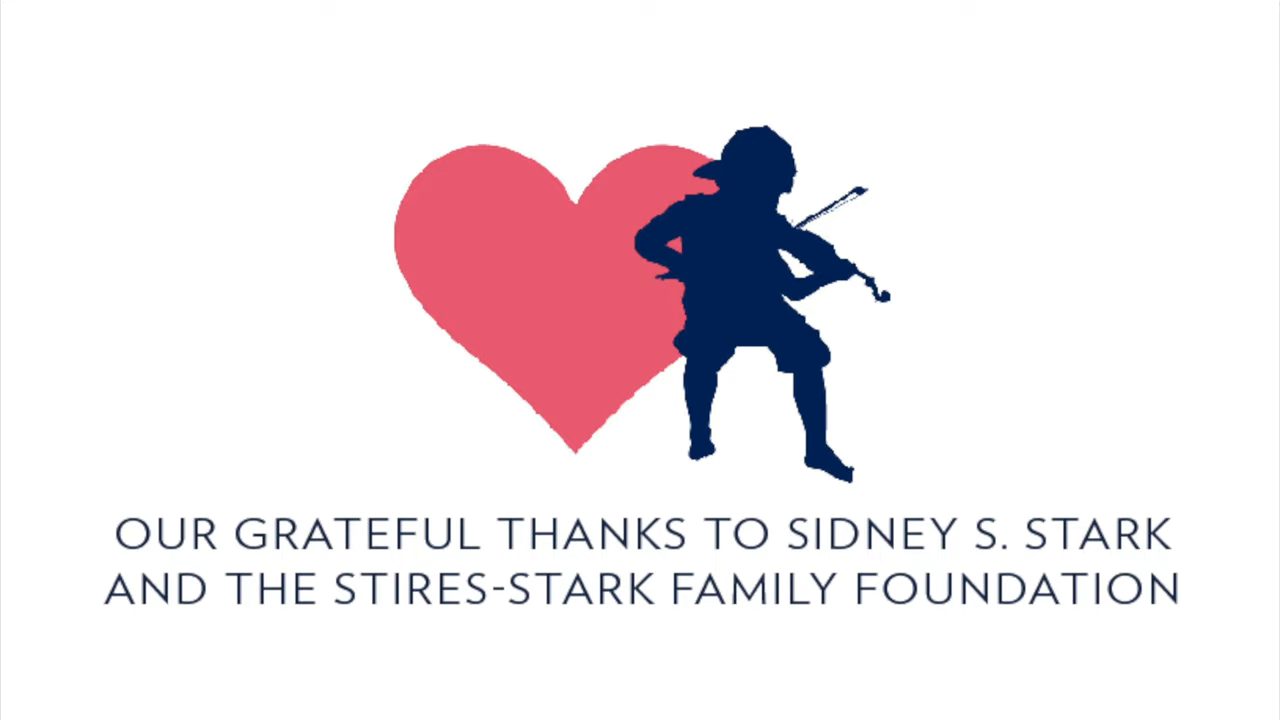 OUR GRATEFUL THANKS TO SIDNEY S. STARK
AND THE STIRES-STARK FAMILY FOUNDATION